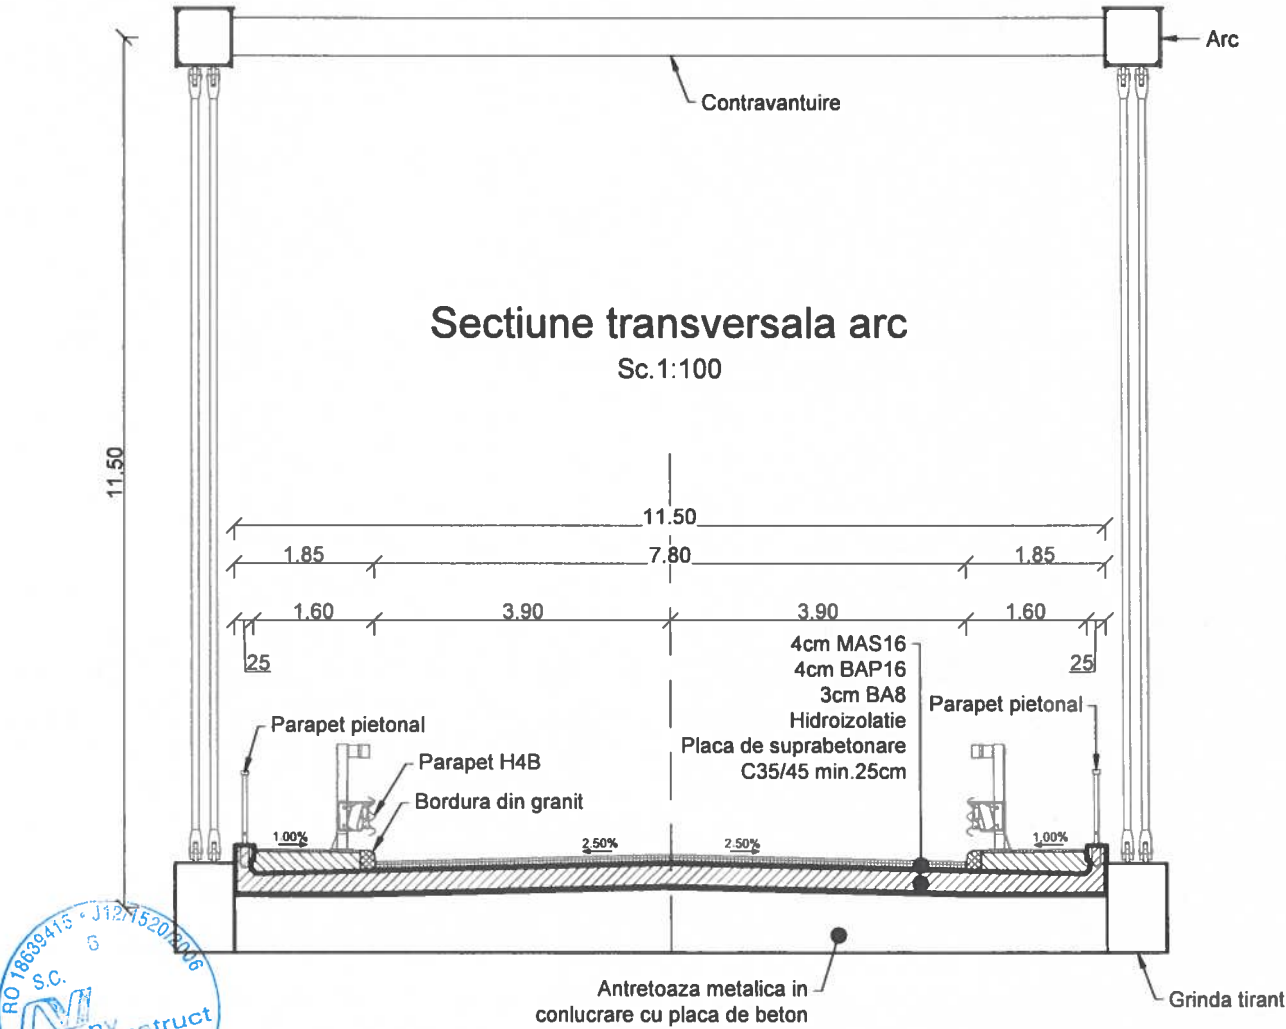 Arc
Contravantuire
Sectiune transversala arc
Sc.1:100
11.50
11.50
1.85
7.80
1.85
1.60
3.90
3.90
1.60
25
25
4cm MAS16
4cm BAP16
3cm BA8
Hidroizolatie
Placa de suprabetonare
C35/45 min.25cm
Parapet pietonal
Parapet pietonal
Parapet H4B
Bordura din granit
1.00%
2.50%
2.50%
1.00%
RO 18639415 * J12/1520/2006
6
S.C.
Antretoaza metalica in
conlucrare cu placa de beton
Grinda tirant